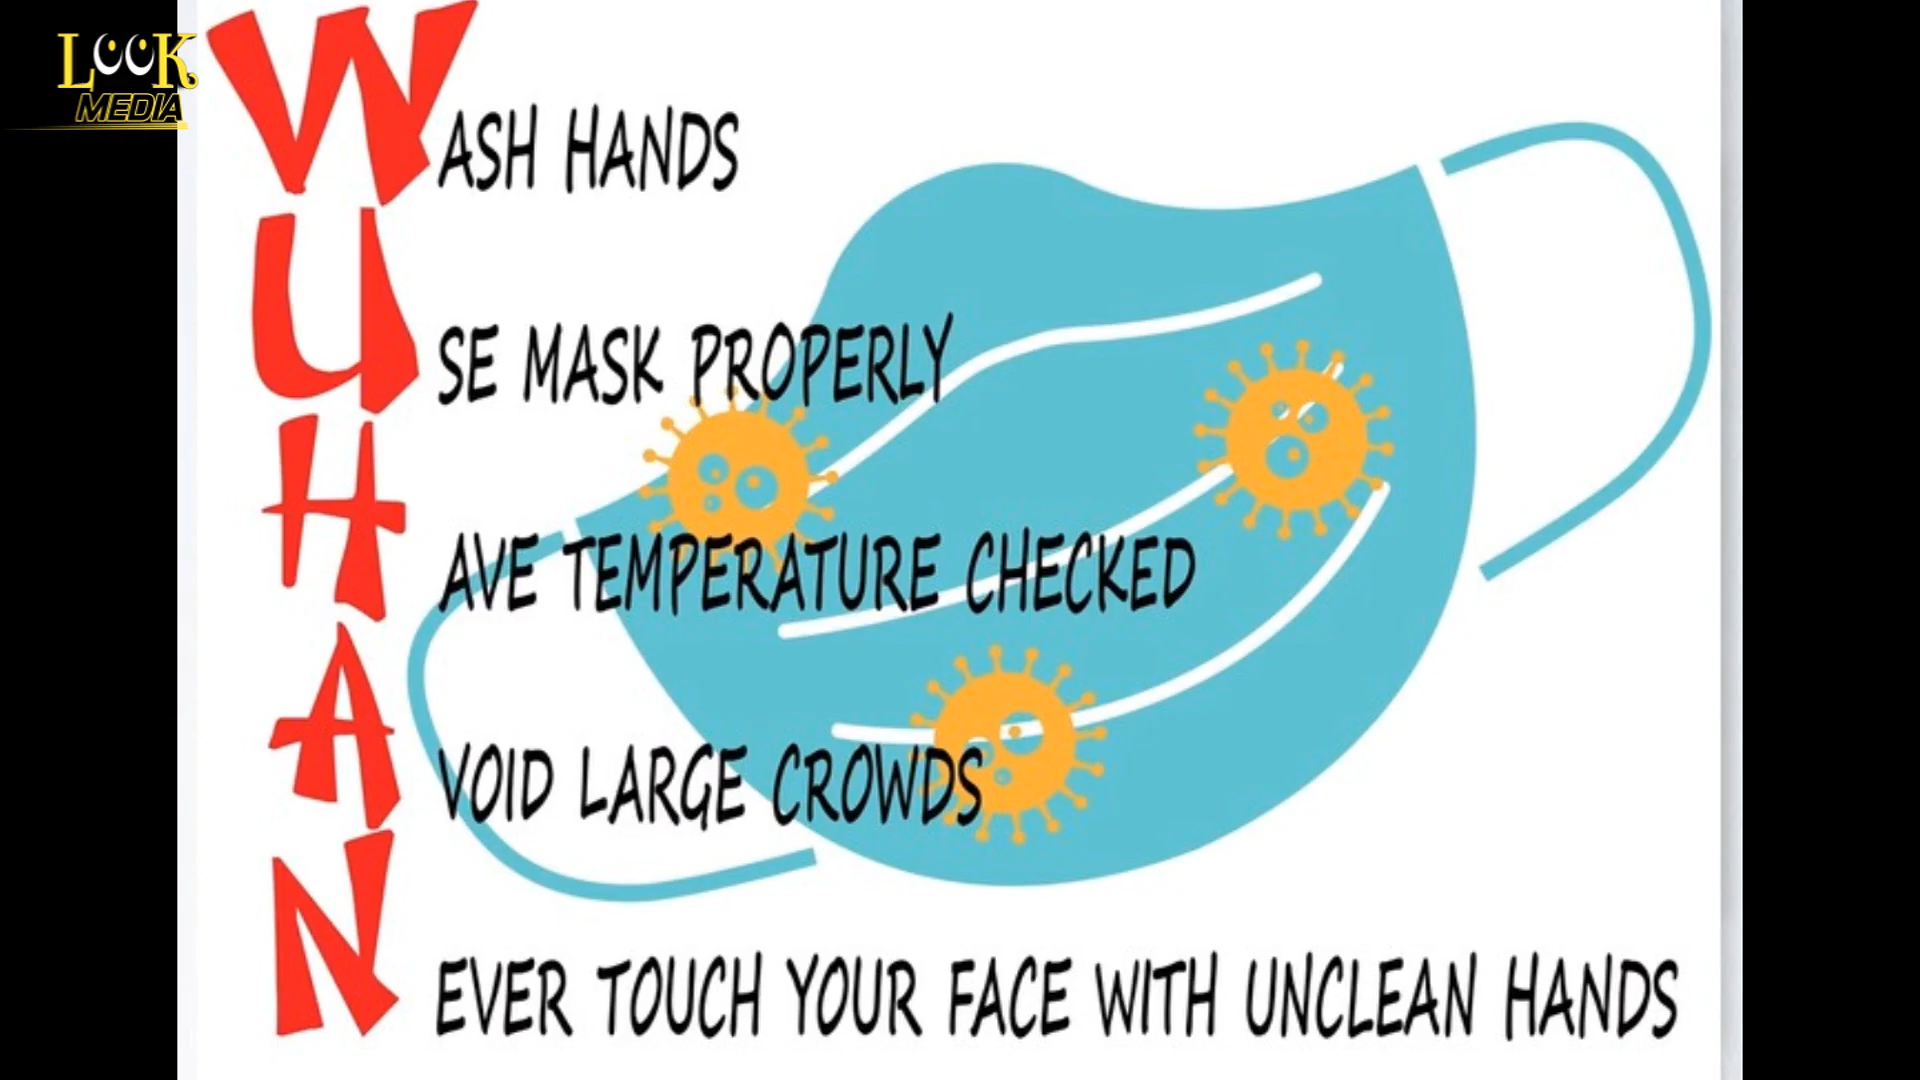 LOOK
MEDIA
WASH HANDS
USE MASK PROPERLY
HAVE TEMPERATURE CHECKED
AVOID LARGE CROWDS
NEVER TOUCH YOUR FACE WITH UNCLEAN HANDS